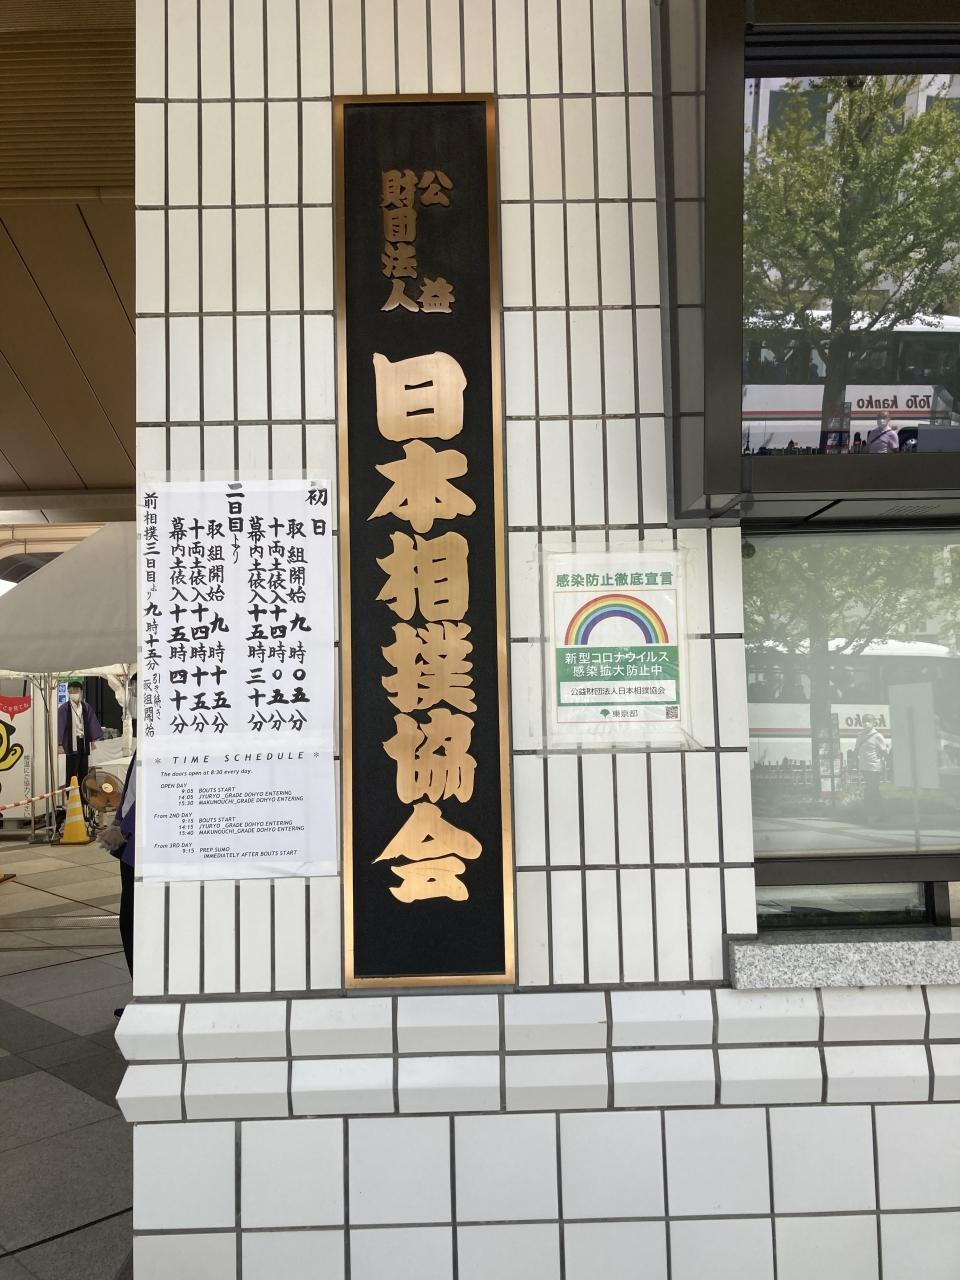 公益
財団法人
日本相撲協会
初日
取組開始 九時〇五分
十両土俵入十四時〇五分
幕内土俵入十五時三十分
二日目より
取組開始 九時十五分
十両土俵入十四時十五分
幕内土俵入十五時四十分
前相撲三日目より九時十五分 引き続き取組開始
* TIME SCHEDULE *
The doors open at 8:30 every day.
OPEN DAY
9:05 BOUTS START
14:05 JYURYO _GRADE DOHYO ENTERING
15:30 MAKUNOUCHI_GRADE DOHYO ENTERING
From 2ND DAY
9:15 BOUTS START
14:15 JYURYO _GRADE DOHYO ENTERING
15:40 MAKUNOUCHI_GRADE DOHYO ENTERING
From 3RD DAY
9:15 PREP.SUMO
IMMEDIATELY AFTER BOUTS START
感染防止徹底宣言
新型コロナウイルス
感染拡大防止中
公益財団法人日本相撲協会
東京都
ToTo kanko